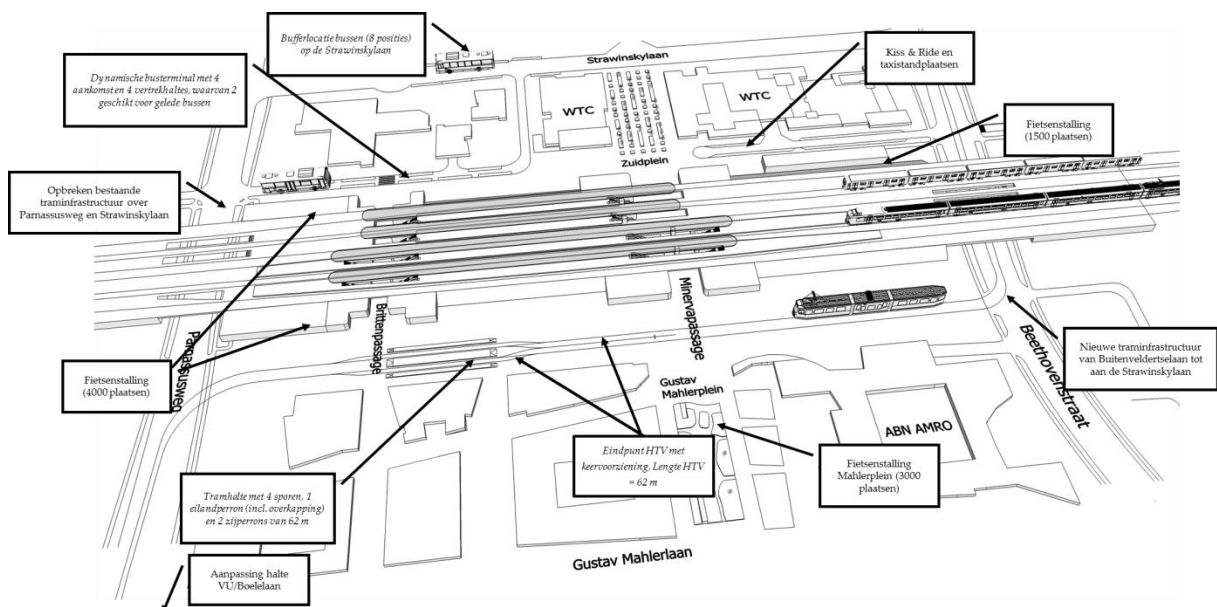 Bufferlocatie bussen (8 posities)
op de Strawinskylaan
Strawinskylaan
Kiss & Ride en
taxistandplaatsen
Dynamische busterminal met 4
aankomst en 4 vertrekhaltes, waarvan 2
geschikt voor gelede bussen
WTC
WTC
Fietsenstalling
(1500 plaatsen)
Zuidplein
Opbreken bestaande
traminfrastructuur over
Parnassusweg en Strawinskylaan
Minervapassage
Brittenpassage
Parnassusweg
Beethovenstraat
Nieuwe traminfrastructuur
van Buitenveldertselaan tot
aan de Strawinskylaan
Fietsenstalling
(4000 plaatsen)
Gustav
Mahlerplein
ABN AMRO
Eindpunt HTV met
keervoorziening, Lengte HTV
= 62 m
Fietsenstalling
Mahlerplein (3000
plaatsen)
Tramhalte met 4 sporen, 1
eilandperron (incl. overkapping)
en 2 zijperrons van 62 m
Gustav Mahlerlaan
Aanpassing halte
VU/Boelelaan